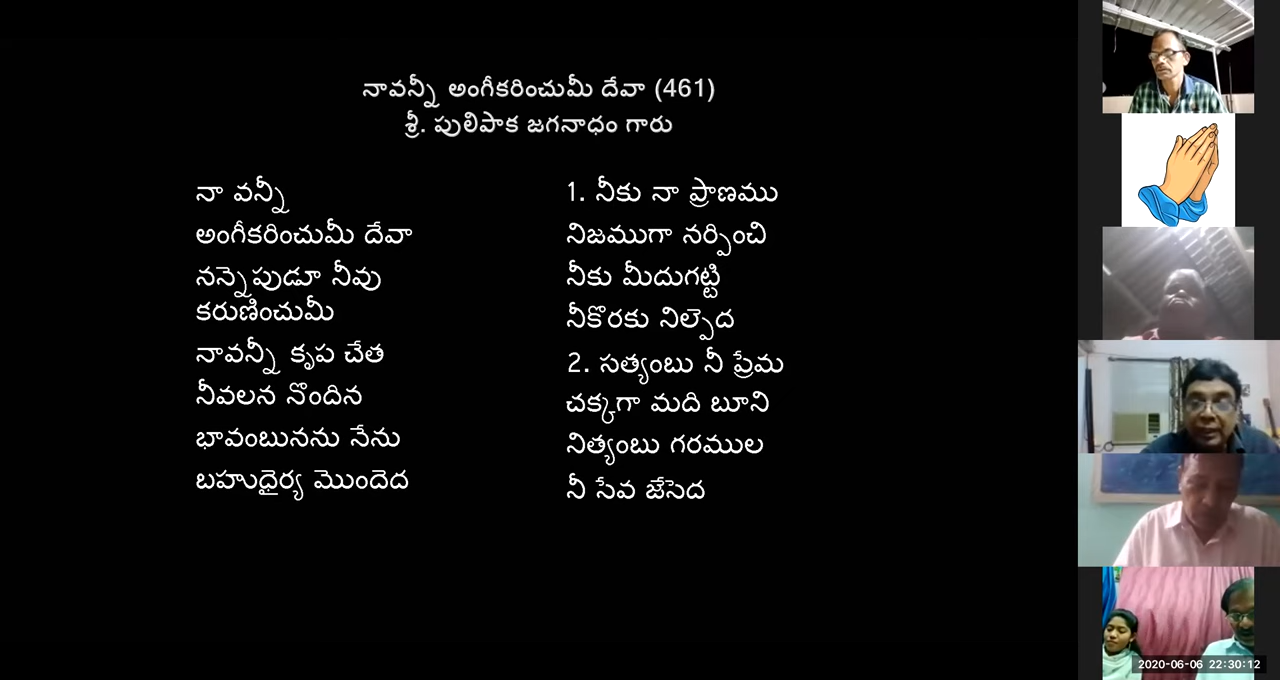 నావన్నీ అంగీకరించుమీ దేవా (461)
శ్రీ. పులిపాక జగనాధం గారు
నా వన్నీ
అంగీకరించుమీ దేవా
నన్నెపుడూ నీవు
కరుణించుమీ
నావన్నీ కృప చేత
నీవలన నొందిన
భావంబునను నేను
బహుధైర్య మొందెద
1. నీకు నా ప్రాణము
నిజముగా నర్పించి
నీకు మీదుగట్టి
నీకొరకు నిల్పెద
2. సత్యంబు నీ ప్రేమ
చక్కగా మది బూని
నిత్యంబు గరముల
నీ సేవ జేసెద
2020-06-06 22:30:12